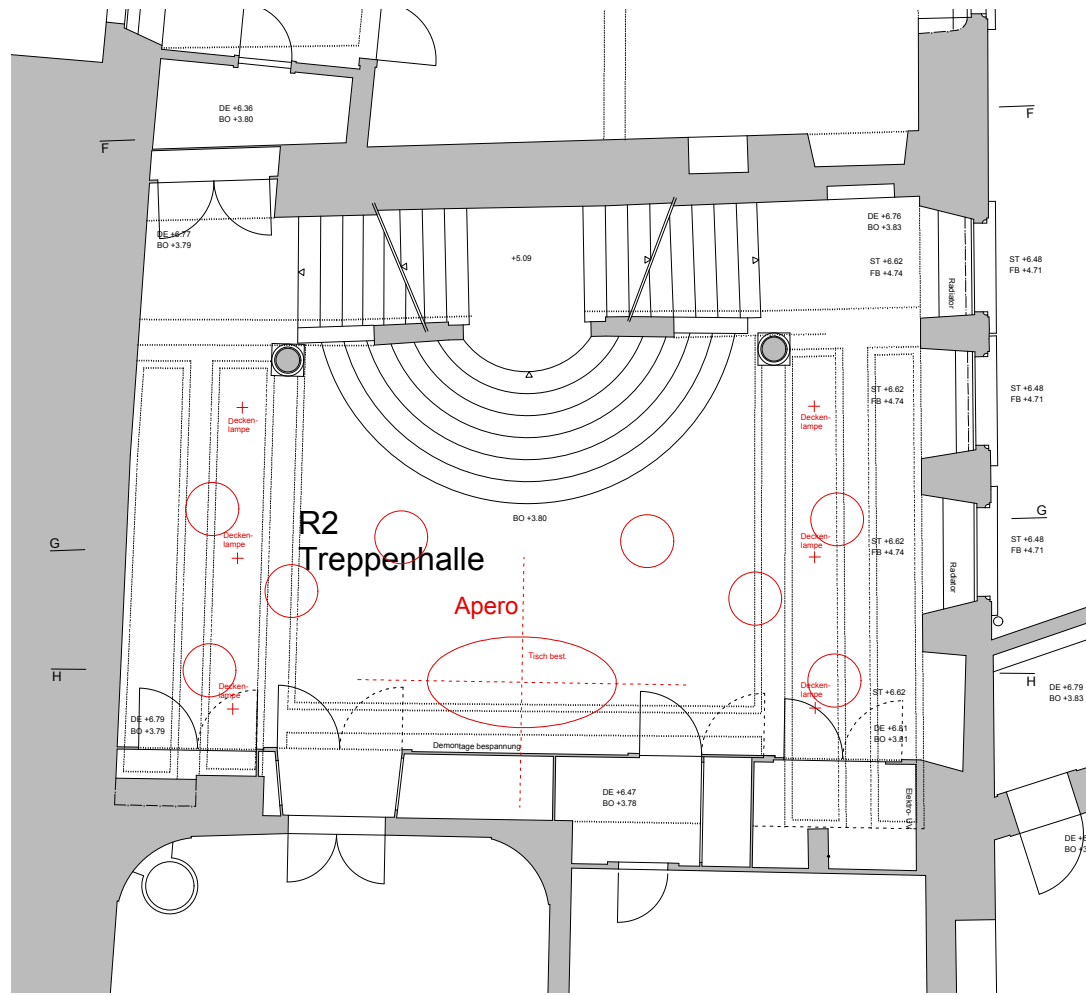 DE +6.36
BO +3.80
F
F
DE +6.77
BO +3.79
+5.09
DE +6.76
BO +3.83
ST +6.62
FB +4.74
ST +6.48
FB +4.71
Radiator
ST +6.62
FB +4.74
ST +6.48
FB +4.71
Decken-
lampe
Decken-
lampe
R2
Treppenhalle
BO +3.80
G
G
Decken-
lampe
Decken-
lampe
ST +6.62
FB +4.74
ST +6.48
FB +4.71
Radiator
Apero
Tisch best.
H
H
Decken-
lampe
Decken-
lampe
ST +6.62
DE +6.79
BO +3.83
DE +6.79
BO +3.79
DE +6.81
BO +3.81
Demontage bespannung
DE +6.47
BO +3.78